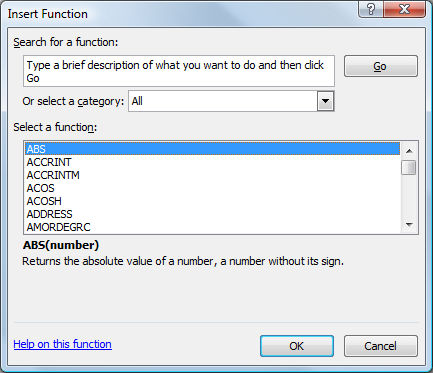 Insert Function
?
Search for a function:
Type a brief description of what you want to do and then click
Go
Go
Or select a category: All
Select a function:
ABS
ACCRINT
ACCRINTM
ACOS
ACOSH
ADDRESS
AMORDEGRC
ABS(number)
Returns the absolute value of a number, a number without its sign.
Help on this function
OK
Cancel